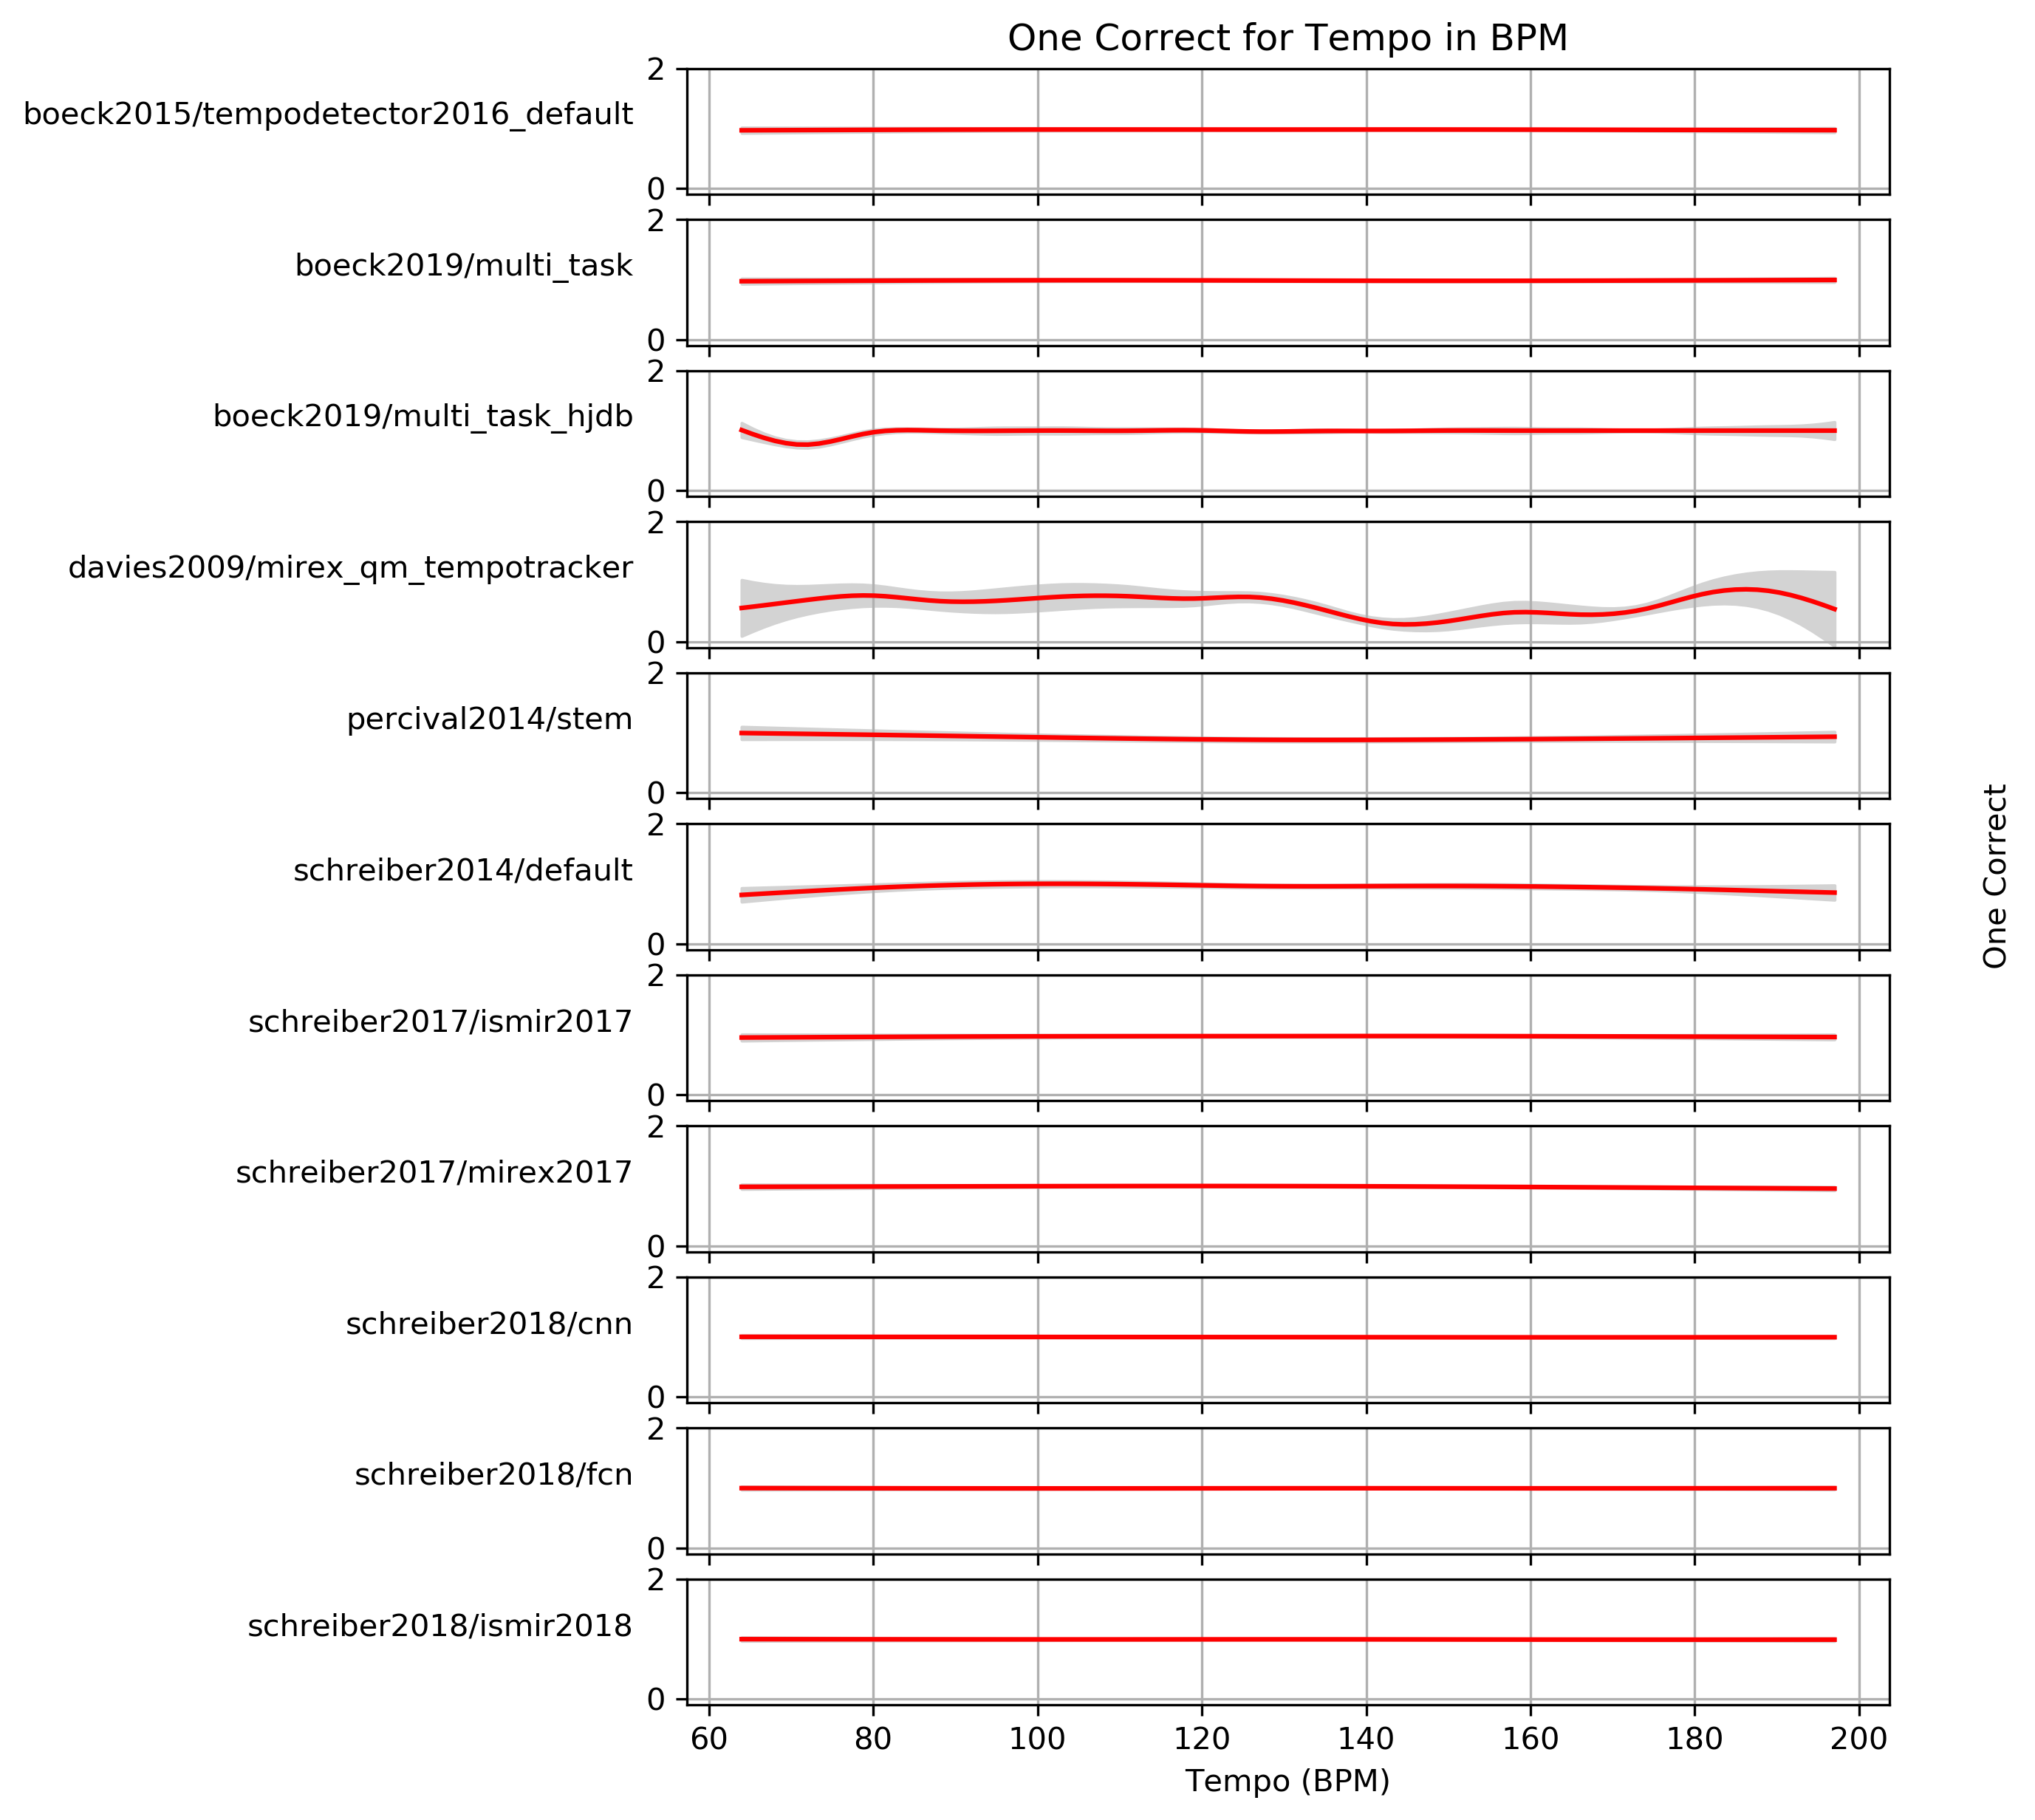 One Correct for Tempo in BPM
2
boeck2015/tempodetector2016_default
0
2
boeck2019/multi_task
0
2
boeck2019/multi_task_hjdb
0
2
davies2009/mirex_qm_tempotracker
0
2
percival2014/stem
0
2
schreiber2014/default
0
One Correct
2
schreiber2017/ismir2017
0
2
schreiber2017/mirex2017
0
2
schreiber2018/cnn
0
2
schreiber2018/fcn
0
2
schreiber2018/ismir2018
0
60 80 100 120 140 160 180 200
Tempo (BPM)